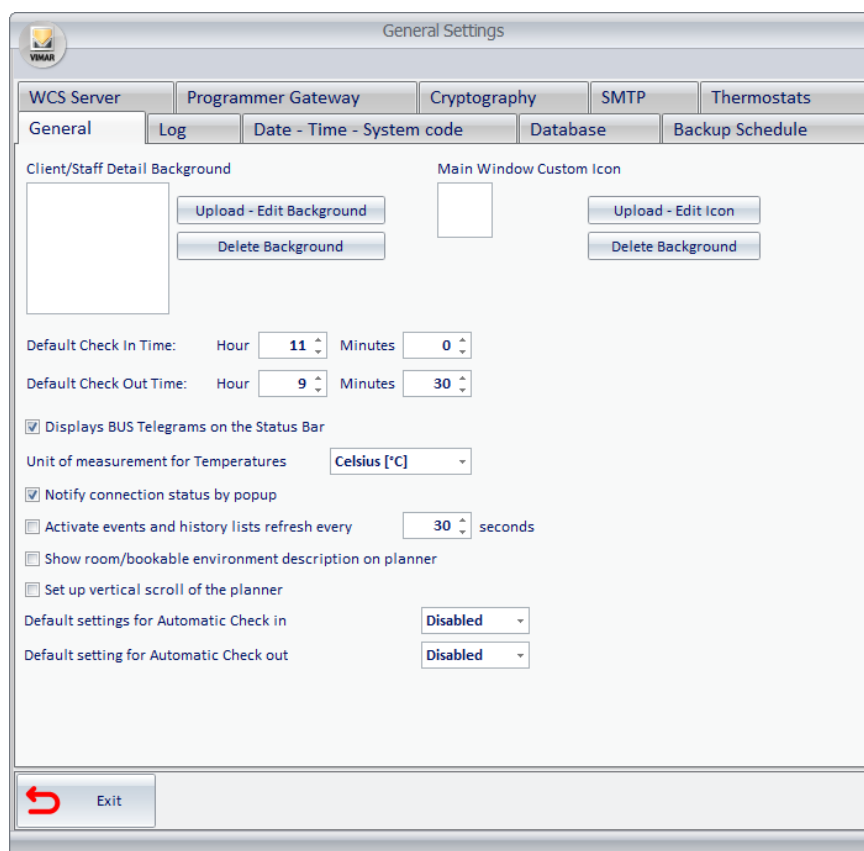 General Settings
VIMAR
WCS Server Programmer Gateway Cryptography SMTP Thermostats
General Log Date - Time - System code Database Backup Schedule
Client/Staff Detail Background Main Window Custom Icon
Upload - Edit Background Upload - Edit Icon
Delete Background Delete Background
Default Check In Time: Hour 11 Minutes 0
Default Check Out Time: Hour 9 Minutes 30
Displays BUS Telegrams on the Status Bar
Unit of measurement for Temperatures Celsius [°C]
Notify connection status by popup
Activate events and history lists refresh every 30 seconds
Show room/bookable environment description on planner
Set up vertical scroll of the planner
Default settings for Automatic Check in Disabled
Default setting for Automatic Check out Disabled
Exit